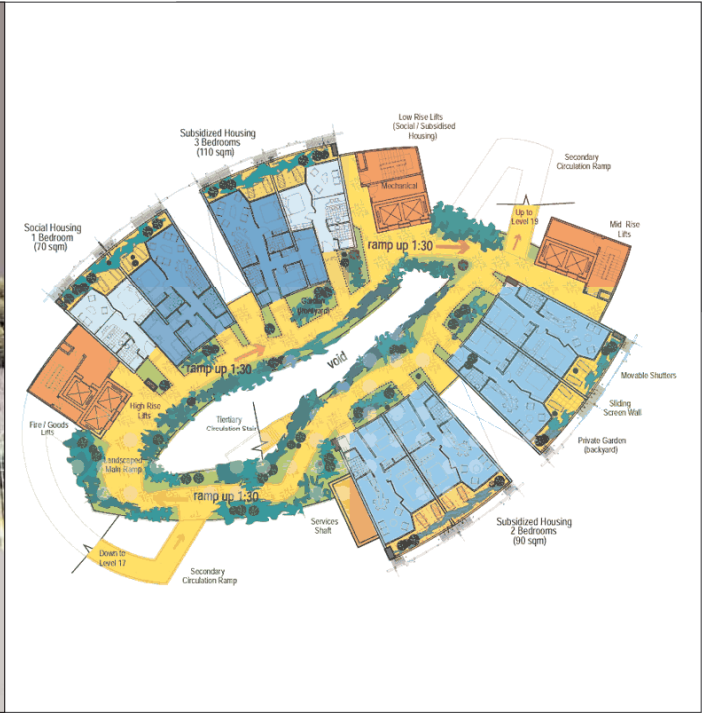 Low Rise Lifts
(Social / Subsidised
Housing)
Subsidized Housing
3 Bedrooms
(110 sqm)
Secondary
Circulation Ramp
Mechanical
Up to
Level 19
Social Housing
1 Bedroom
(70 sqm)
Mid Rise
Lifts
ramp up 1:30
Garden
(frontyard)
void
ramp up 1:30
Movable Shutters
High Rise
Lifts
Sliding
Screen Wall
Fire / Goods
Lifts
Tertiary
Circulation Stair
Private Garden
(backyard)
Landscaped
Main Ramp
ramp up 1:30
Services
Shaft
Subsidized Housing
2 Bedrooms
(90 sqm)
Down to
Level 17
Secondary
Circulation Ramp